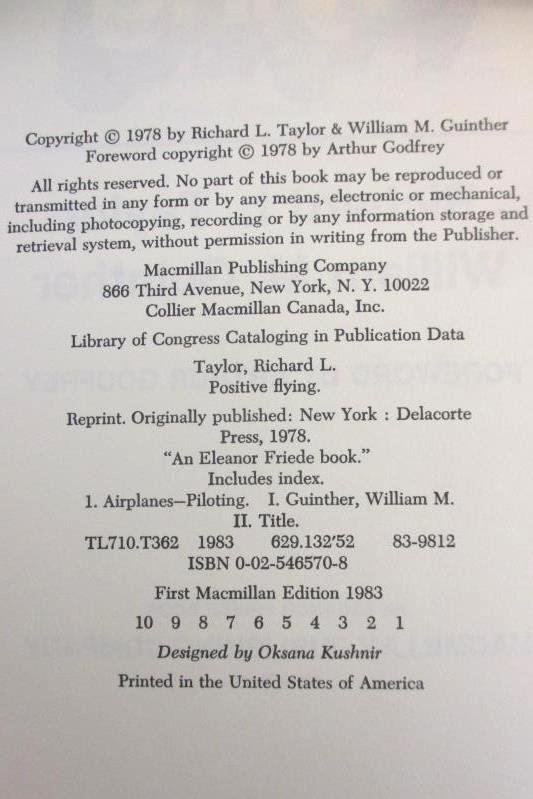 Copyright © 1978 by Richard L. Taylor & William M. Guinther
Foreword copyright © 1978 by Arthur Godfrey
All rights reserved. No part of this book may be reproduced or
transmitted in any form or by any means, electronic or mechanical,
including photocopying, recording or by any information storage and
retrieval system, without permission in writing from the Publisher.
Macmillan Publishing Company
866 Third Avenue, New York, N. Y. 10022
Collier Macmillan Canada, Inc.
Library of Congress Cataloging in Publication Data
Taylor, Richard L.
Positive flying.
Reprint. Originally published: New York : Delacorte
Press, 1978.
“An Eleanor Friede book.”
Includes index.
1. Airplanes—Piloting. I. Guinther, William M.
II. Title.
TL710.T362 1983 629.132′52 83-9812
ISBN 0-02-546570-8
First Macmillan Edition 1983
10 9 8 7 6 5 4 3 2 1
Designed by Oksana Kushnir
Printed in the United States of America